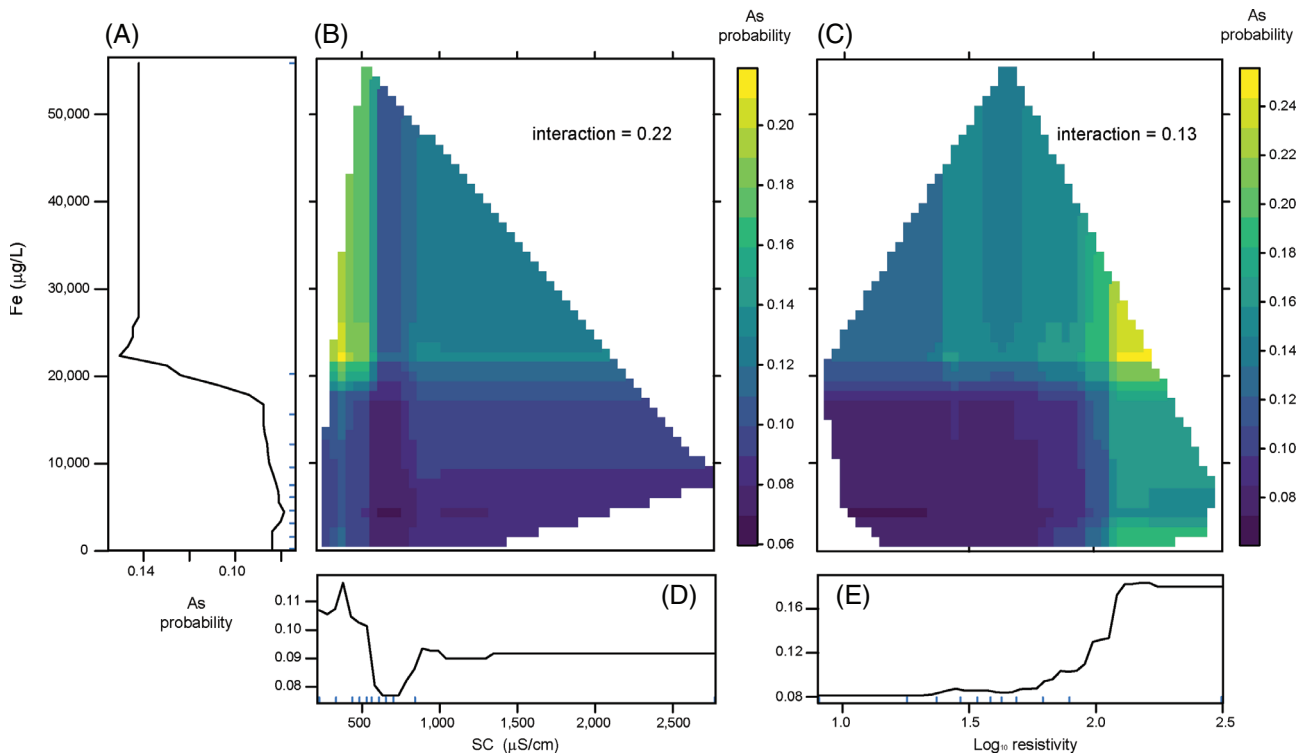 (A)
(B)
As
probability
(C)
As
probability
interaction = 0.22
interaction = 0.13
Fe (µg/L)
50,000
40,000
30,000
20,000
10,000
0
0.20
0.18
0.16
0.14
0.12
0.10
0.08
0.06
0.24
0.22
0.20
0.18
0.16
0.14
0.12
0.10
0.08
0.14
0.10
As
probability
(D)
0.11
0.10
0.09
0.08
500
1,000
1,500
2,000
2,500
SC (µS/cm)
(E)
0.16
0.12
0.08
1.0
1.5
2.0
2.5
Log₁₀ resistivity